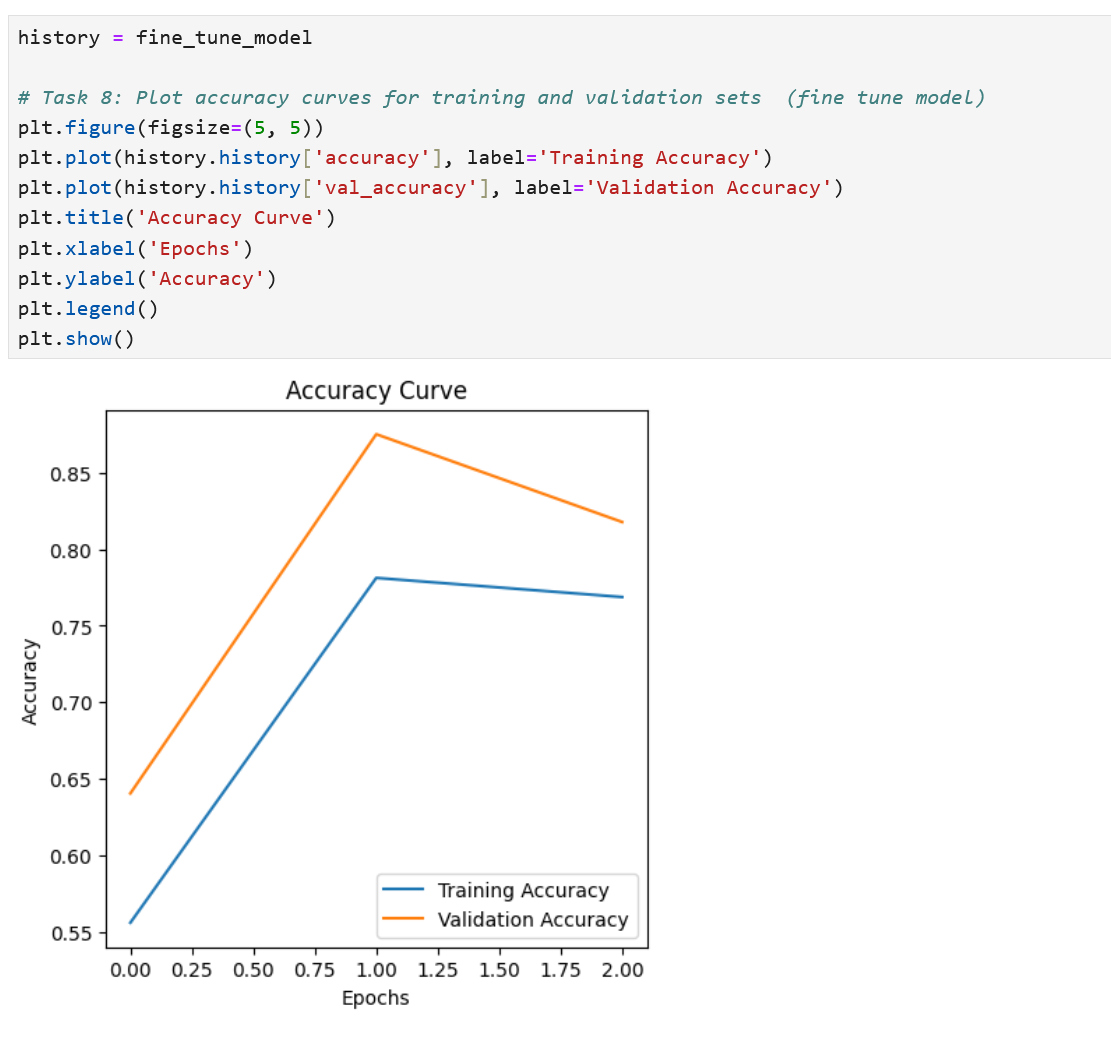 history = fine_tune_model
# Task 8: Plot accuracy curves for training and validation sets  (fine tune model)
plt.figure(figsize=(5, 5))
plt.plot(history.history['accuracy'], label='Training Accuracy')
plt.plot(history.history['val_accuracy'], label='Validation Accuracy')
plt.title('Accuracy Curve')
plt.xlabel('Epochs')
plt.ylabel('Accuracy')
plt.legend()
plt.show()
Accuracy Curve
0.85
0.80
0.75
0.70
0.65
0.60
0.55
Accuracy
Training Accuracy
Validation Accuracy
0.00 0.25 0.50 0.75 1.00 1.25 1.50 1.75 2.00
Epochs